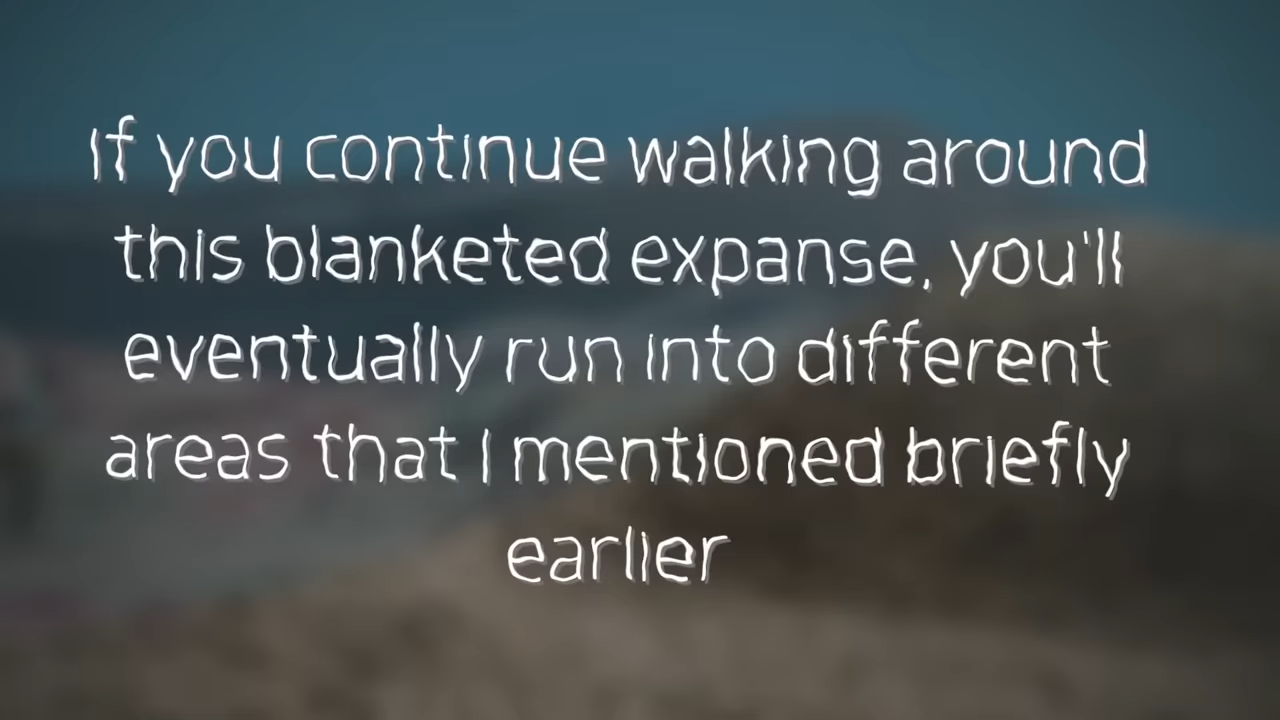 If you continue walking around
this blanketed expanse, you'll
eventually run into different
areas that I mentioned briefly
earlier